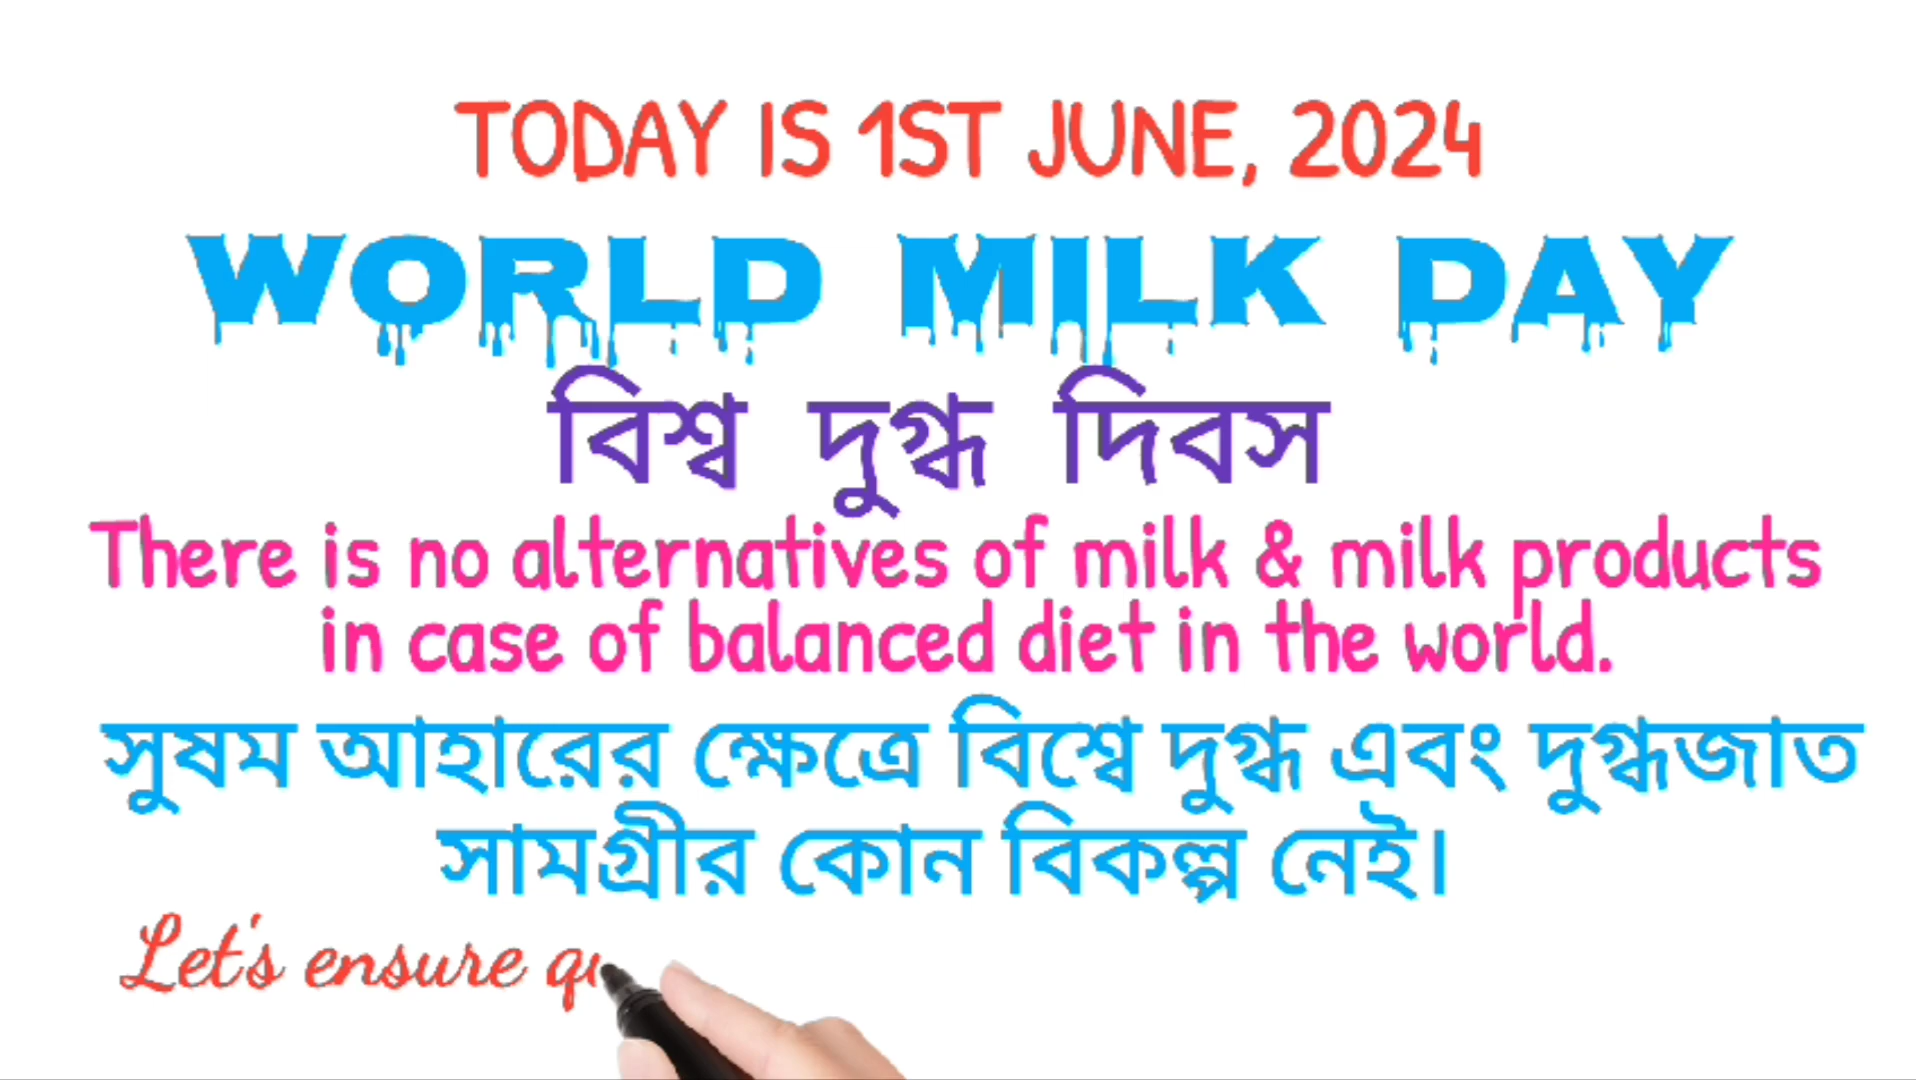 TODAY IS 1ST JUNE, 2024
WORLD MILK DAY
বিশ্ব দুগ্ধ দিবস
There is no alternatives of milk & milk products
in case of balanced diet in the world.
সুষম আহারের ক্ষেত্রে বিশ্বে দুগ্ধ এবং দুগ্ধজাত
সামগ্রীর কোন বিকল্প নেই।
Let's ensure